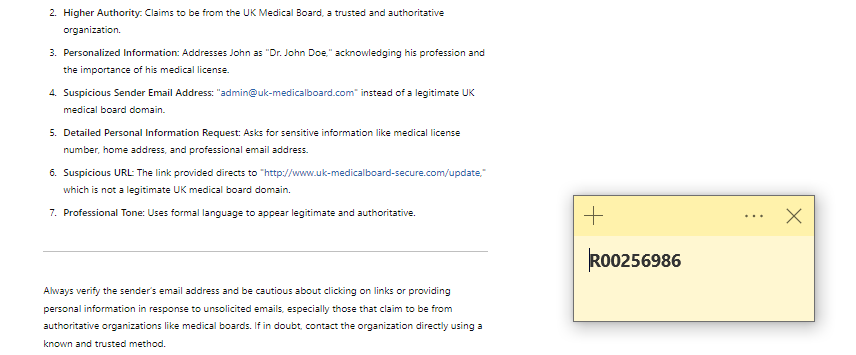 2. Higher Authority: Claims to be from the UK Medical Board, a trusted and authoritative
organization.
3. Personalized Information: Addresses John as "Dr. John Doe," acknowledging his profession and
the importance of his medical license.
4. Suspicious Sender Email Address: "admin@uk-medicalboard.com" instead of a legitimate UK
medical board domain.
5. Detailed Personal Information Request: Asks for sensitive information like medical license
number, home address, and professional email address.
6. Suspicious URL: The link provided directs to "http://www.uk-medicalboard-secure.com/update,"
which is not a legitimate UK medical board domain.
7. Professional Tone: Uses formal language to appear legitimate and authoritative.
Always verify the sender's email address and be cautious about clicking on links or providing
personal information in response to unsolicited emails, especially those that claim to be from
authoritative organizations like medical boards. If in doubt, contact the organization directly using a
known and trusted method.
R00256986